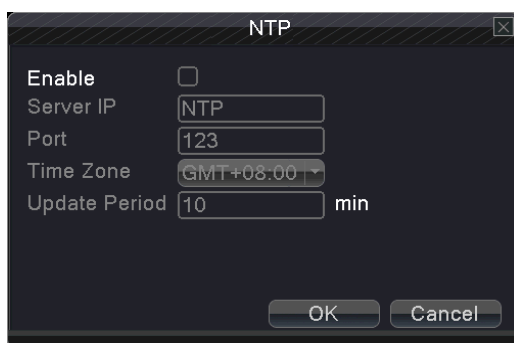 NTP
Enable
Server IP NTP
Port 123
Time Zone GMT+08:00
Update Period 10 min
OK Cancel